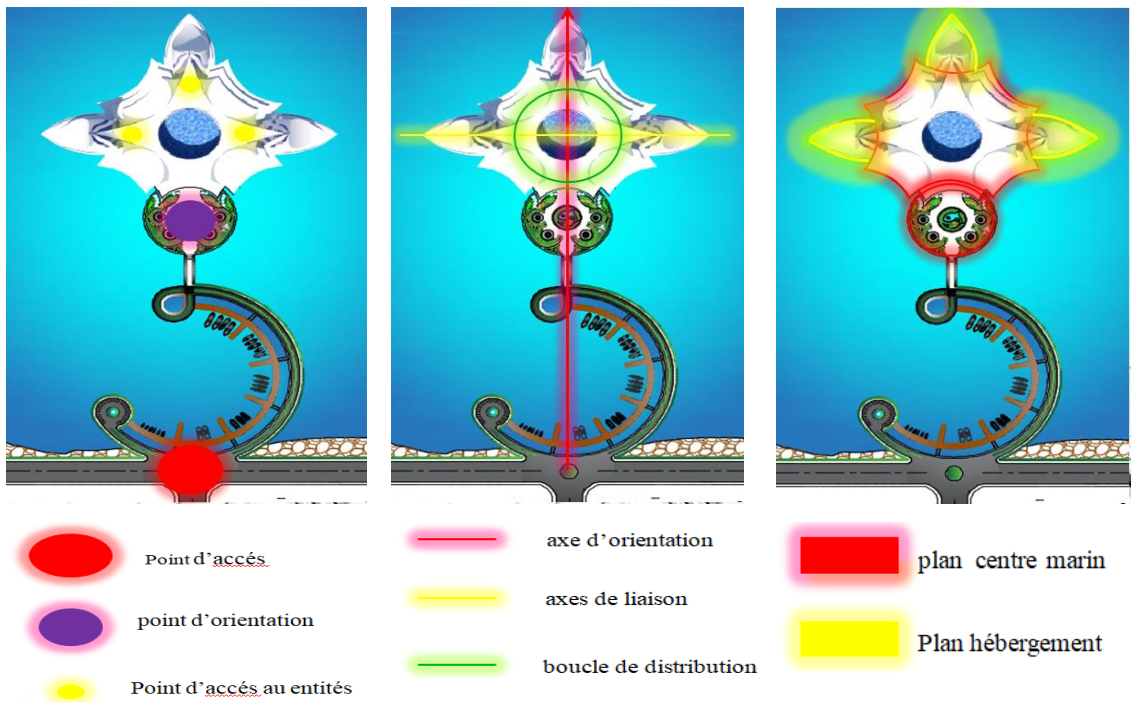 Point d'accés
point d'orientation
Point d'accés au entités
axe d'orientation
axes de liaison
boucle de distribution
plan centre marin
Plan hébergement